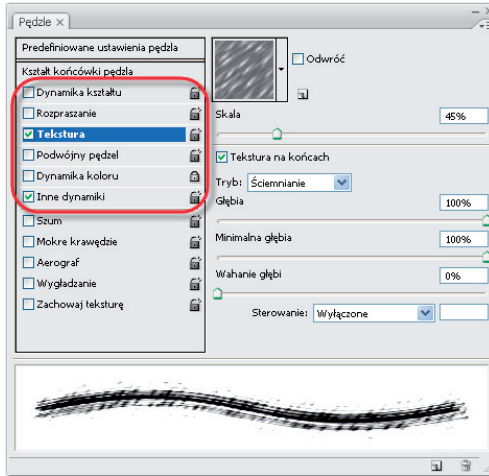 Pędzle ×
Predefiniowane ustawienia pędzla
Kształt końcówki pędzla
Dynamika kształtu
Rozpraszanie
Tekstura
Podwójny pędzel
Dynamika koloru
Inne dynamiki
Szum
Mokre krawędzie
Aerograf
Wygładzanie
Zachowaj teksturę
Odwróć
Skala 45%
Tekstura na końcach
Tryb: Ściemnianie
Głębia 100%
Minimalna głębia 100%
Wahanie głębi 0%
Sterowanie: Wyłączone